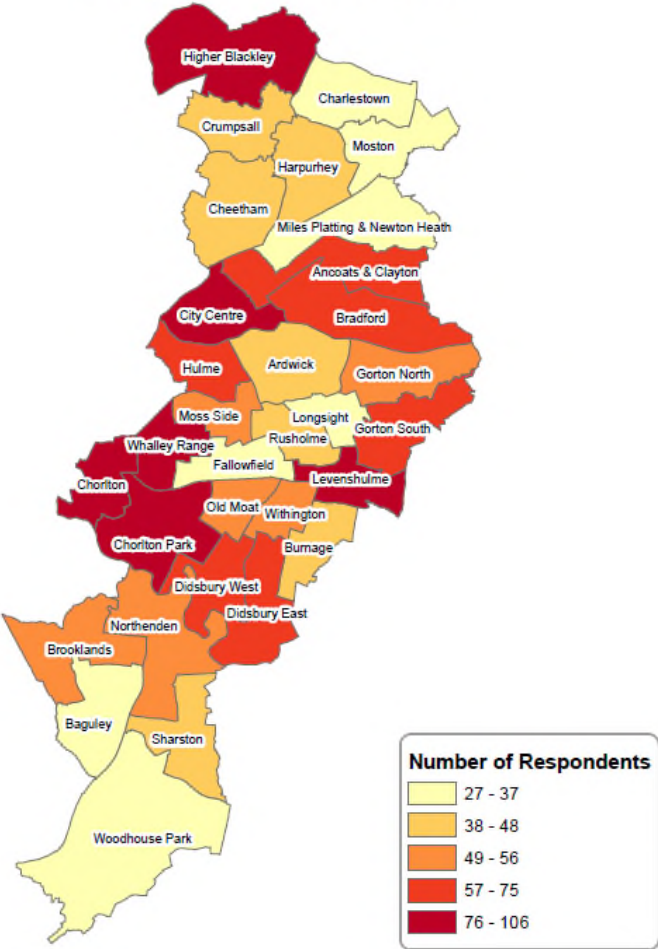 Higher Blackley
Charlestown
Crumpsall
Moston
Harpurhey
Cheetham
Miles Platting & Newton Heath
Ancoats & Clayton
City Centre
Bradford
Hulme
Ardwick
Gorton North
Moss Side
Longsight
Gorton South
Rusholme
Whalley Range
Fallowfield
Levenshulme
Chorlton
Old Moat
Withington
Chorlton Park
Burnage
Didsbury West
Didsbury East
Northenden
Brooklands
Baguley
Sharston
Woodhouse Park
Number of Respondents
27 - 37
38 - 48
49 - 56
57 - 75
76 - 106